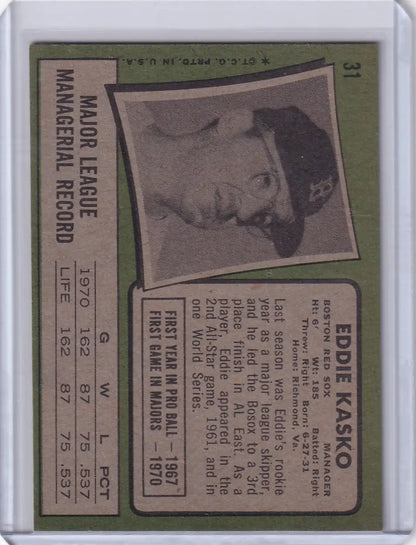 31
EDDIE KASKO
BOSTON RED SOX MANAGER
Ht: 6' Wt: 185 Batted: Right
Threw: Right Born: 6-27-31
Home: Richmond, Va.
Last season was Eddie's rookie
year as a major league skipper,
and he led the Bosox to a 3rd
place finish in AL East. As a
player, Eddie appeared in the
2nd All-Star game, 1961, and in
one World Series.
FIRST YEAR IN PRO BALL — 1967
FIRST GAME IN MAJORS — 1970
B
* ©T.C.G. PRTD. IN U.S.A.
MAJOR LEAGUE
MANAGERIAL RECORD
G W L PCT
1970 162 87 75 .537
LIFE 162 87 75 .537